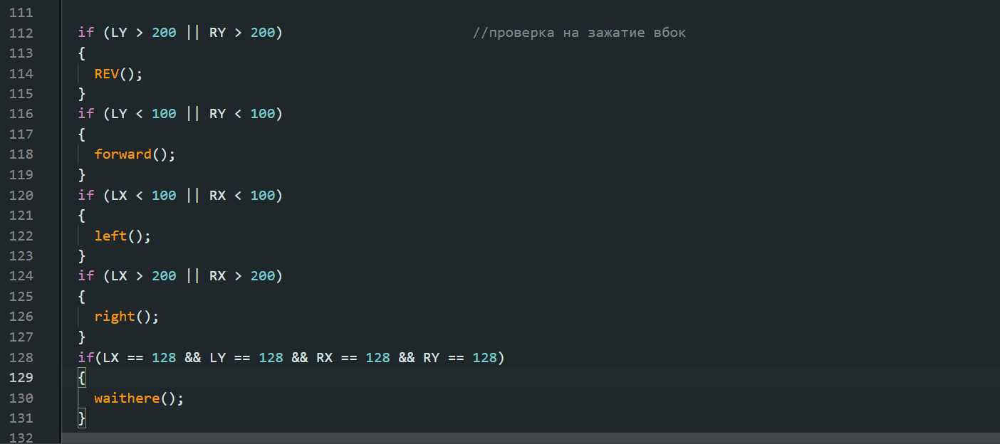 111
112 if (LY > 200 || RY > 200) //проверка на зажатие вбок
113 {
114 REV();
115 }
116 if (LY < 100 || RY < 100)
117 {
118 forward();
119 }
120 if (LX < 100 || RX < 100)
121 {
122 left();
123 }
124 if (LX > 200 || RX > 200)
125 {
126 right();
127 }
128 if(LX == 128 && LY == 128 && RX == 128 && RY == 128)
129 {
130 waithere();
131 }
132